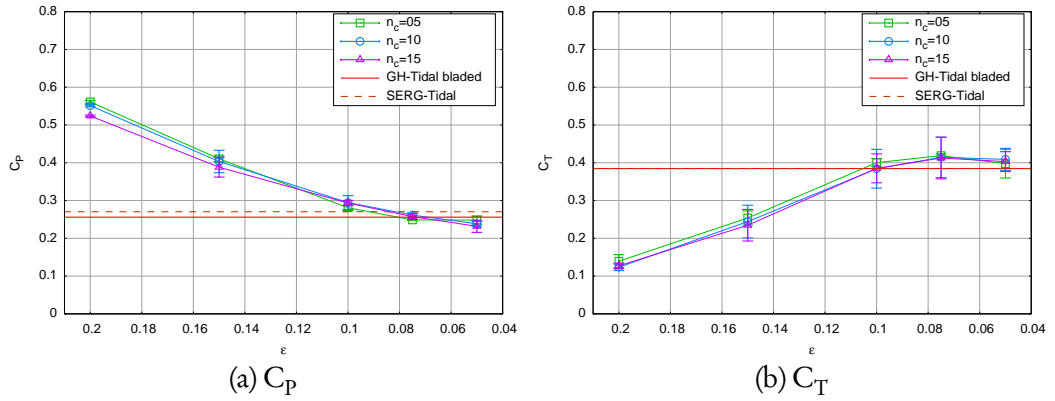 0.8
0.7
0.6
0.5
0.4
0.3
0.2
0.1
0
C_P
0.2 0.18 0.16 0.14 0.12 0.1 0.08 0.06 0.04
ε
n_c=05
n_c=10
n_c=15
GH-Tidal bladed
SERG-Tidal
(a) C_P
0.8
0.7
0.6
0.5
0.4
0.3
0.2
0.1
0
C_T
0.2 0.18 0.16 0.14 0.12 0.1 0.08 0.06 0.04
ε
n_c=05
n_c=10
n_c=15
GH-Tidal bladed
SERG-Tidal
(b) C_T